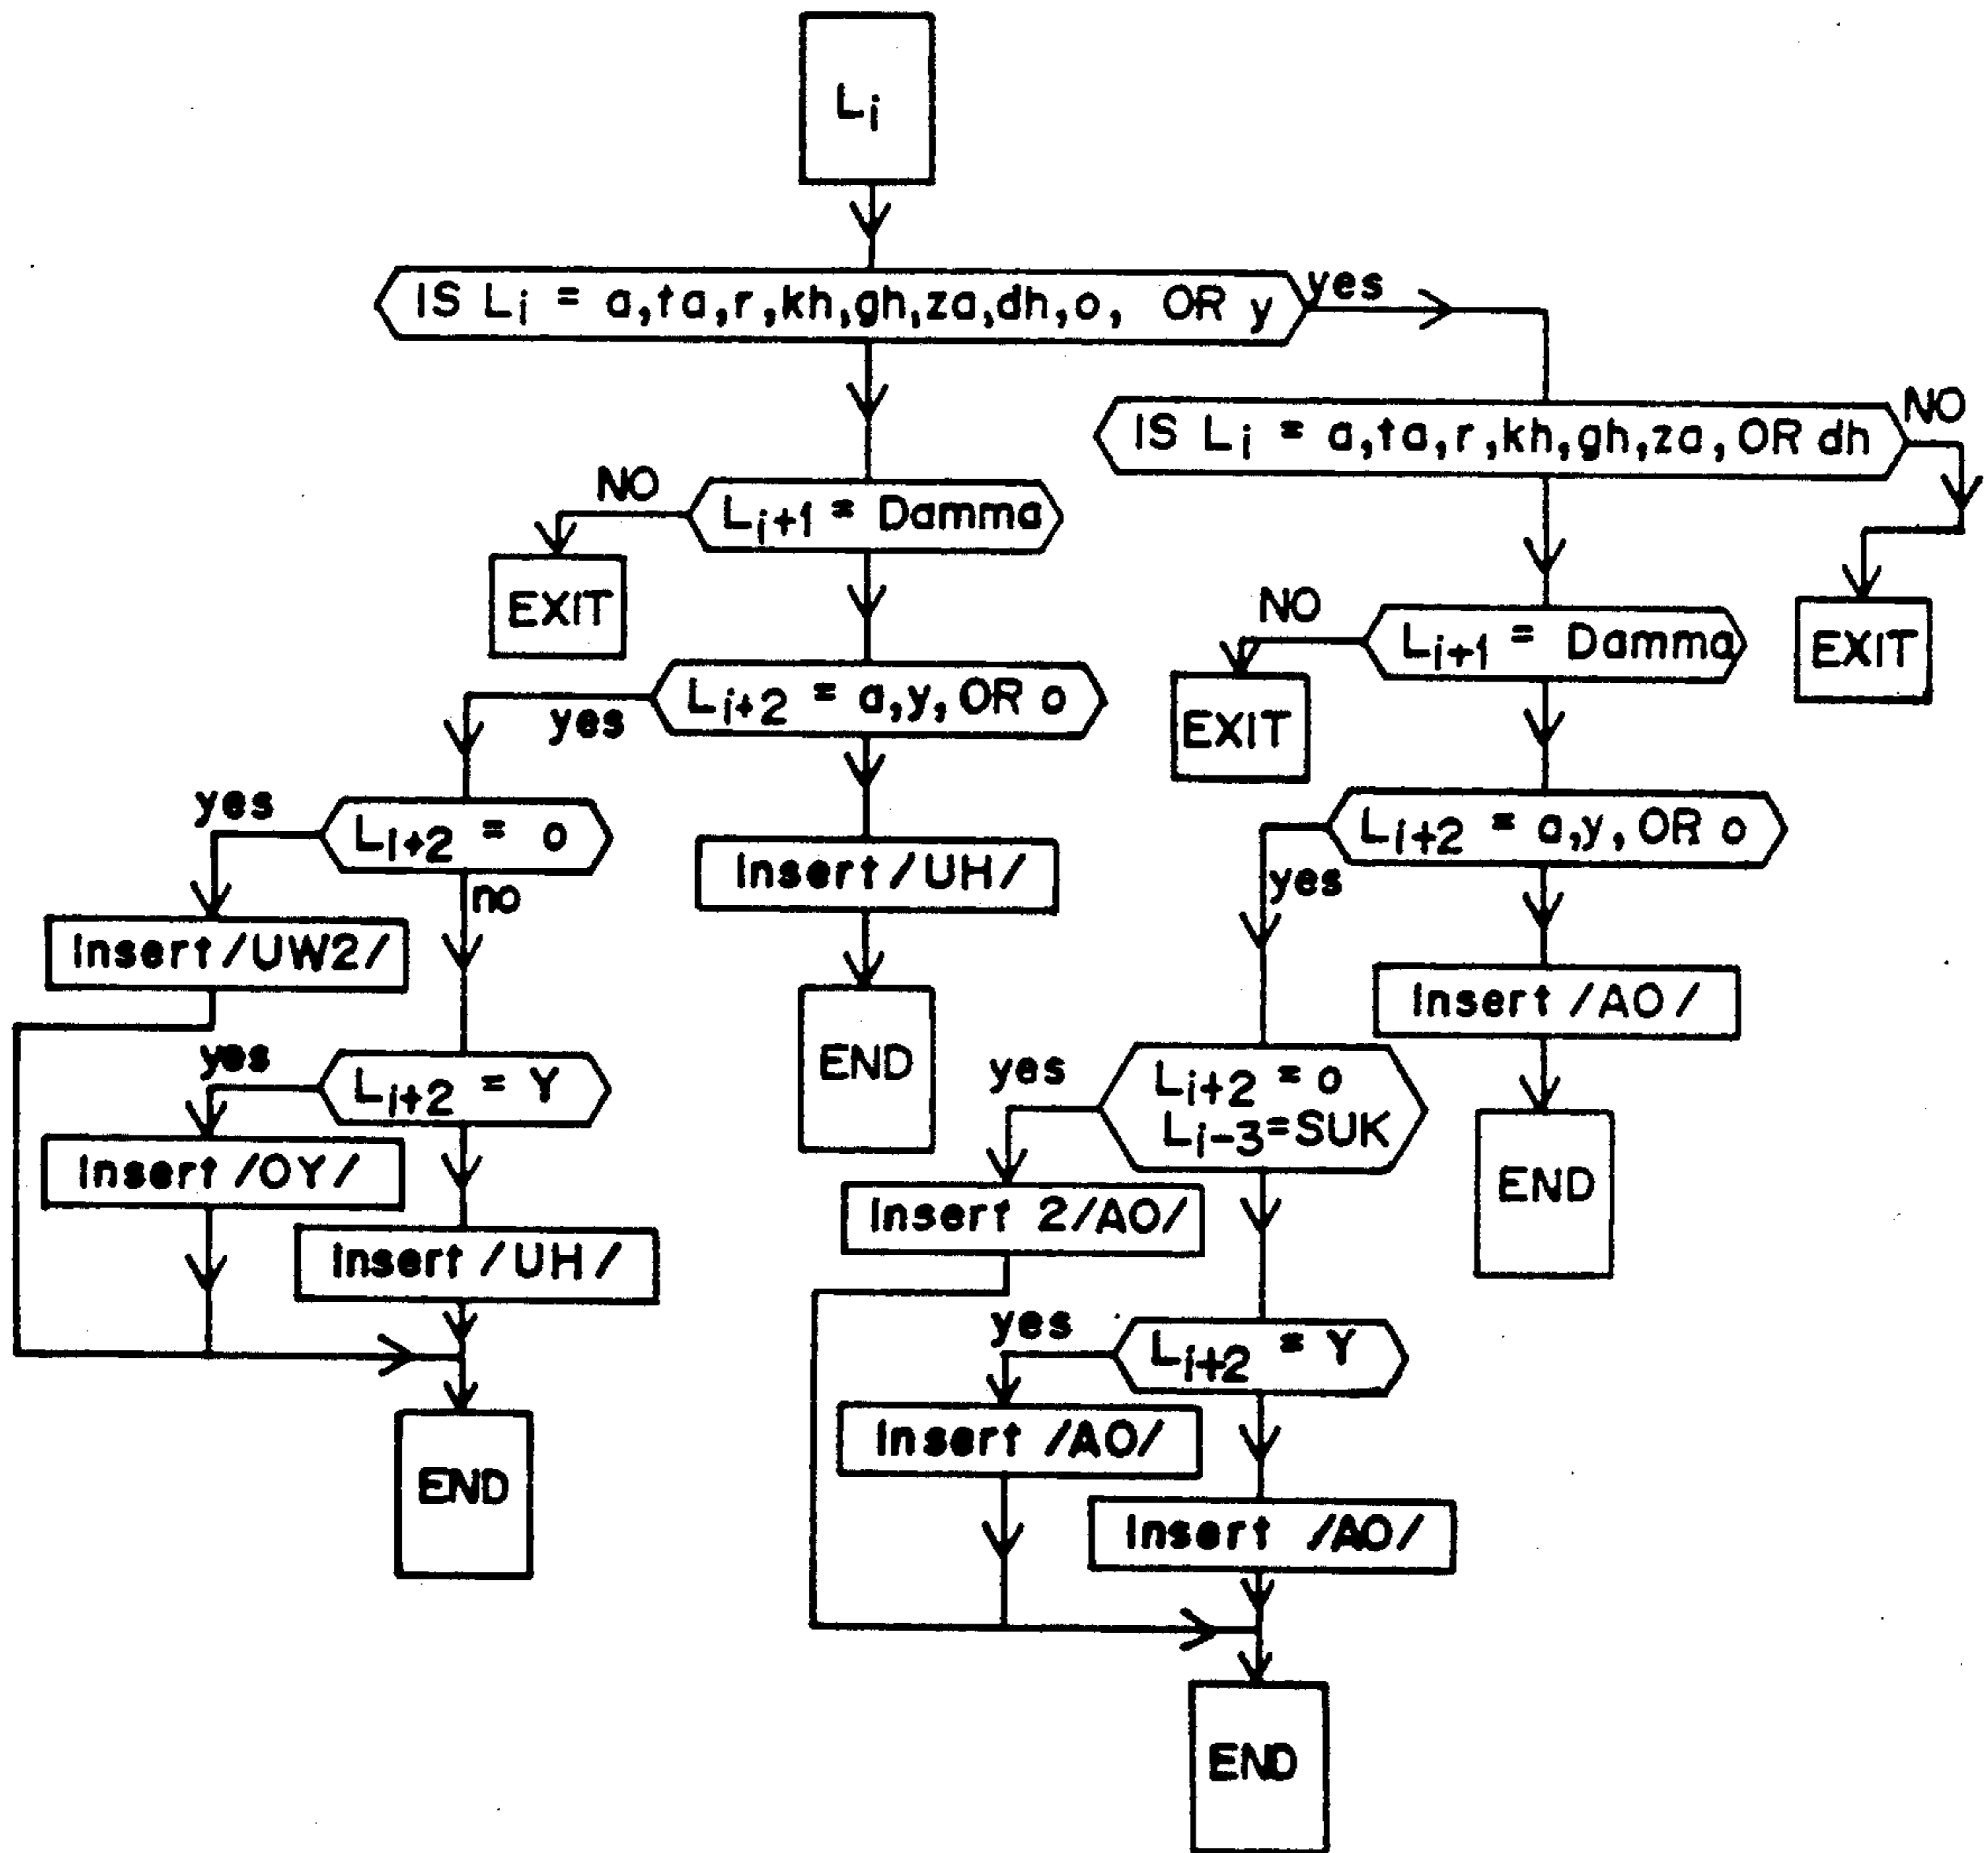 Li
IS Li = a,ta,r,kh,gh,za,dh,o, OR y
yes
IS Li = a,ta,r,kh,gh,za,OR dh
NO
NO
Li+1 = Damma
EXIT
NO
Li+1 = Damma
EXIT
EXIT
Li+2 = a,y,OR o
yes
Li+2 = a,y,OR o
yes
yes
Li+2 = o
no
Insert/UH/
Insert/UW2/
Insert /AO/
yes
Li+2 = Y
END
yes
Li+2 = o
Li-3=SUK
Insert /OY/
Insert 2/AO/
END
Insert /UH/
yes
Li+2 = Y
Insert /AO/
END
Insert /AO/
END